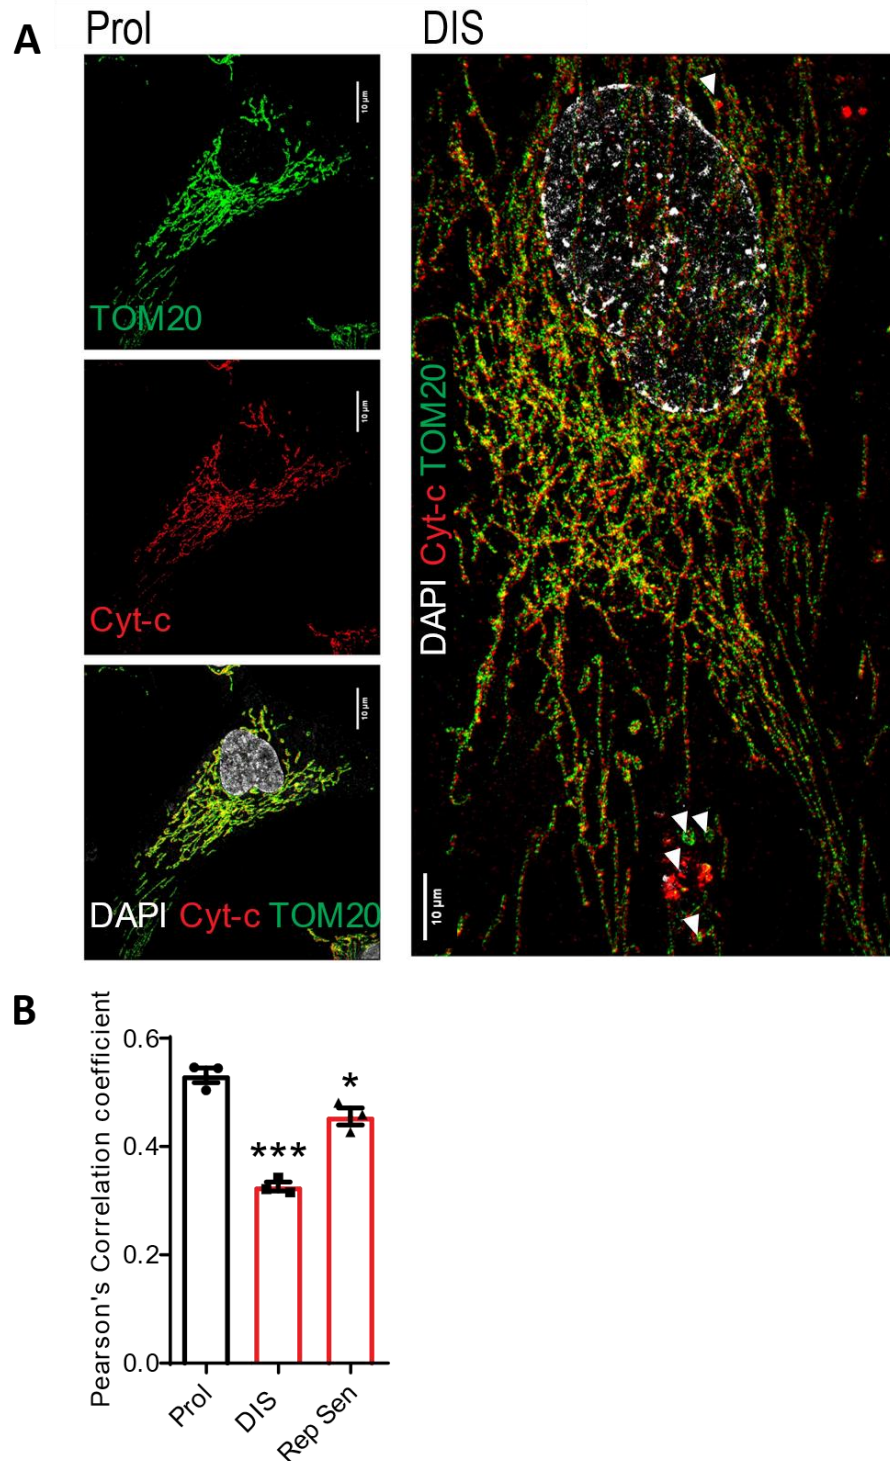 A
Prol
DIS
10 µm
TOM20
10 µm
Cyt-c
10 µm
DAPI Cyt-c TOM20
DAPI Cyt-c TOM20
10 µm
B
Pearson's Correlation coefficient
0.6
0.4
0.2
0.0
***
*
Prol
DIS
Rep Sen